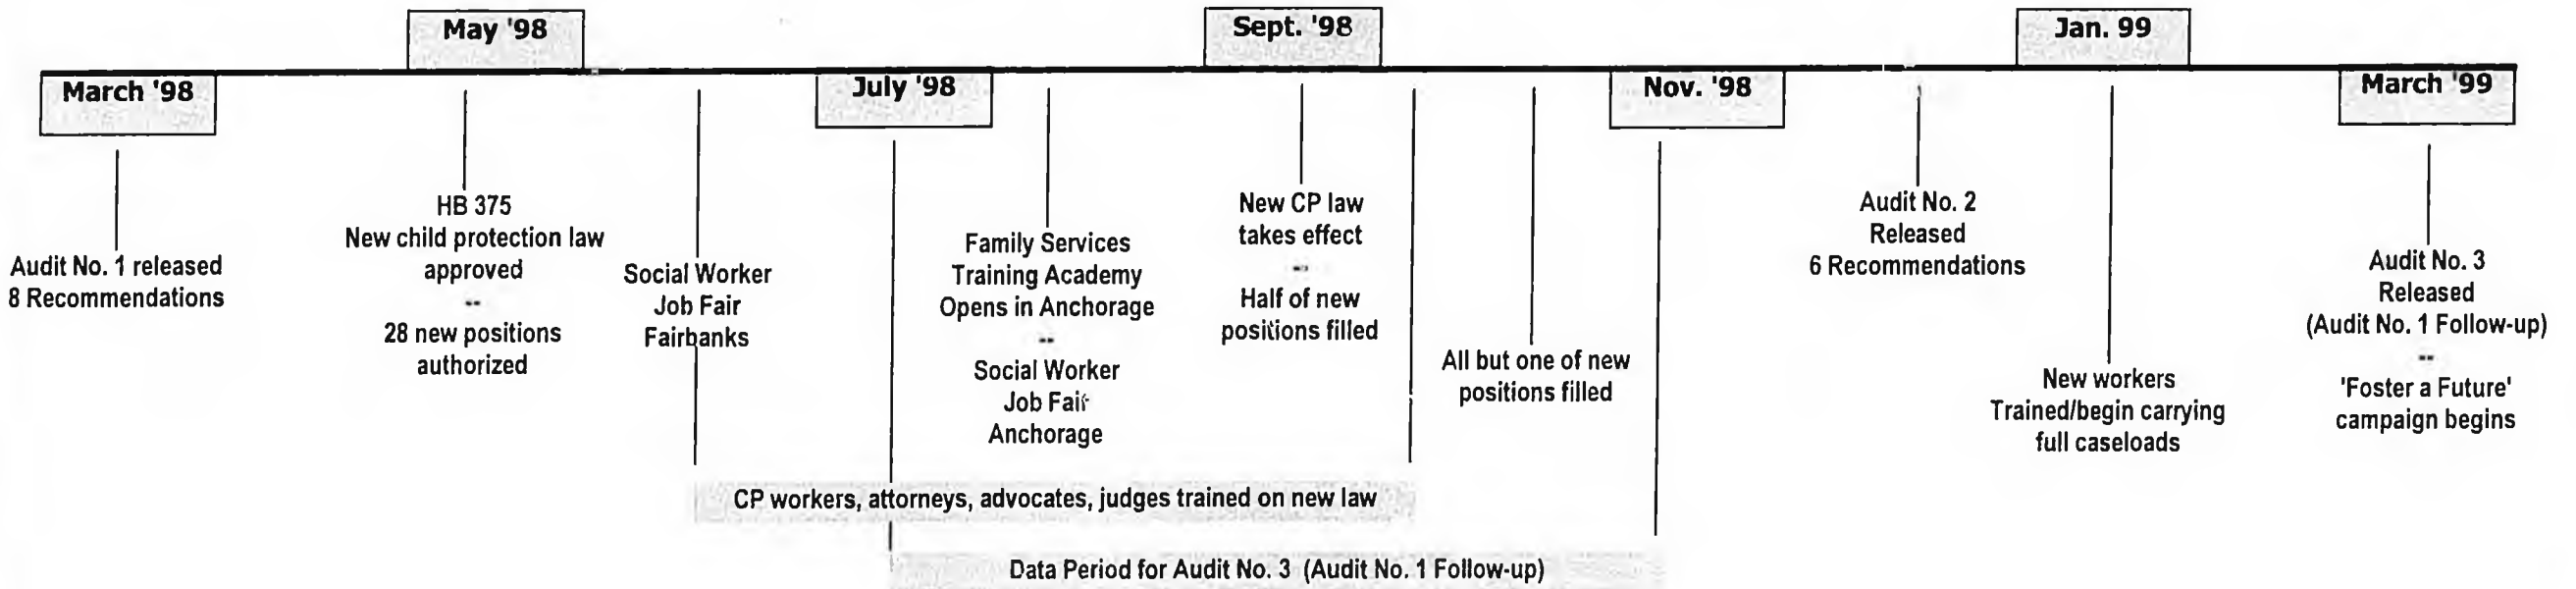 May '98
Sept. '98
Jan. 99
March '98
July '98
Nov. '98
March '99
Audit No. 1 released
8 Recommendations
HB 375
New child protection law
approved
--
28 new positions
authorized
Social Worker
Job Fair
Fairbanks
Family Services
Training Academy
Opens in Anchorage
--
Social Worker
Job Fair
Anchorage
New CP law
takes effect
--
Half of new
positions filled
All but one of new
positions filled
Audit No. 2
Released
6 Recommendations
New workers
Trained/begin carrying
full caseloads
Audit No. 3
Released
(Audit No. 1 Follow-up)
--
'Foster a Future'
campaign begins
CP workers, attorneys, advocates, judges trained on new law
Data Period for Audit No. 3 (Audit No. 1 Follow-up)